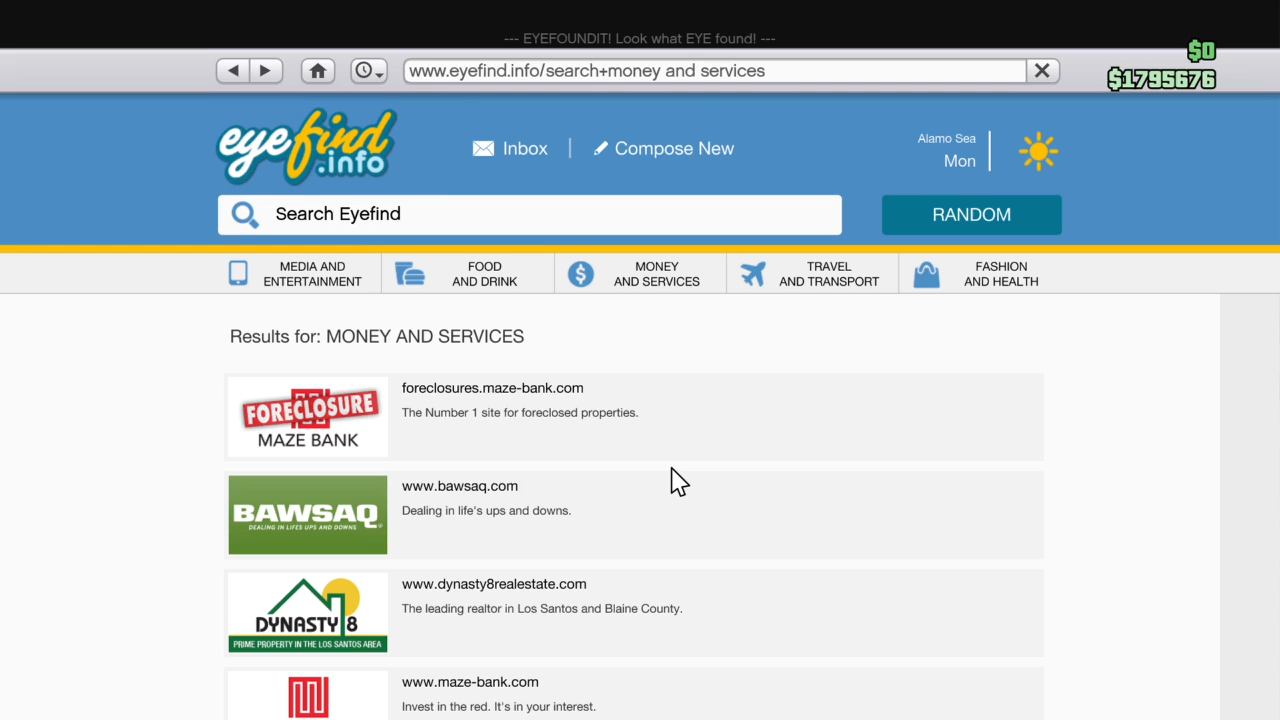 --- EYEFOUNDIT! Look what EYE found! ---
$0
www.eyefind.info/search+money and services
$1795676
eyefind
.info
Inbox
Compose New
Alamo Sea
Mon
Search Eyefind
RANDOM
MEDIA AND
ENTERTAINMENT
FOOD
AND DRINK
MONEY
AND SERVICES
TRAVEL
AND TRANSPORT
FASHION
AND HEALTH
Results for: MONEY AND SERVICES
FORECLOSURE
MAZE BANK
foreclosures.maze-bank.com
The Number 1 site for foreclosed properties.
BAWSAQ
DEALING IN LIFES UPS AND DOWNS
www.bawsaq.com
Dealing in life's ups and downs.
DYNASTY 8
PRIME PROPERTY IN THE LOS SANTOS AREA
www.dynasty8realestate.com
The leading realtor in Los Santos and Blaine County.
www.maze-bank.com
Invest in the red. It's in your interest.